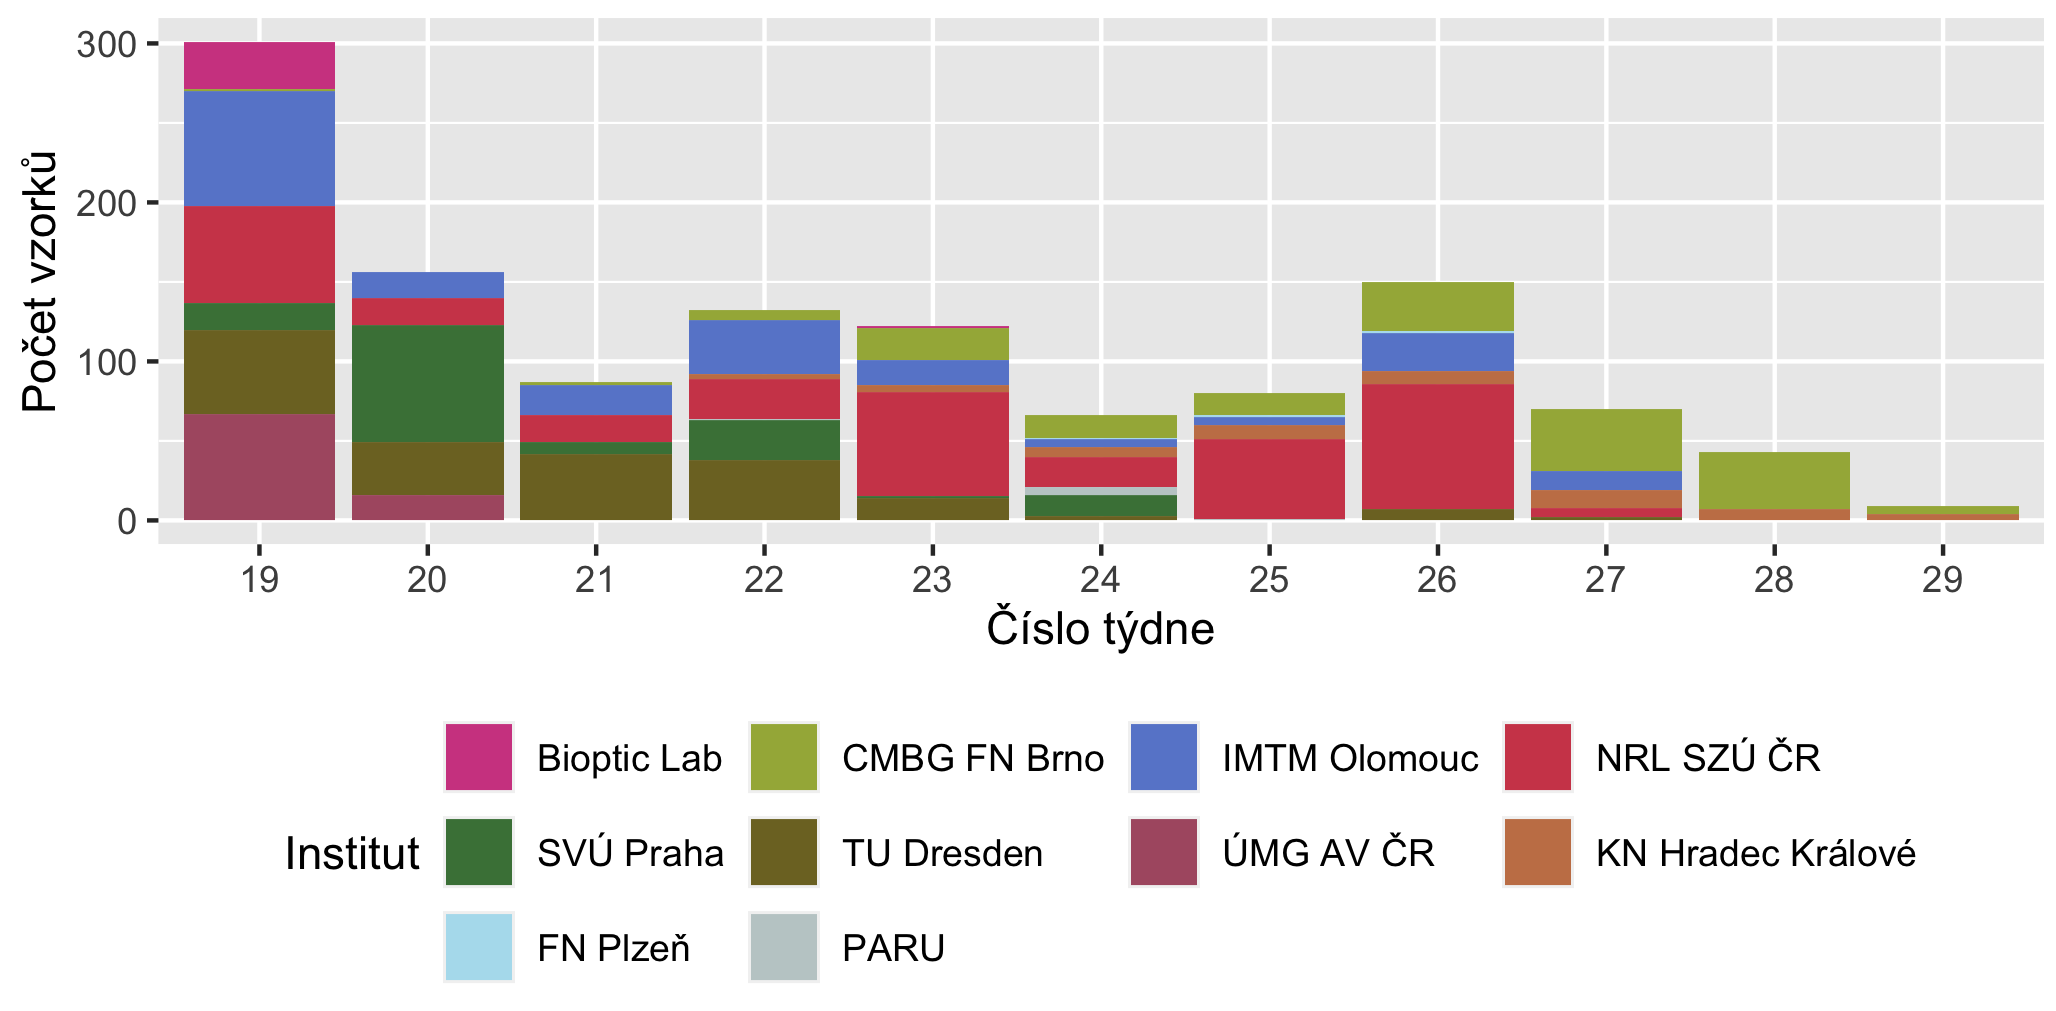 300
200
100
0
Počet vzorků
19 20 21 22 23 24 25 26 27 28 29
Číslo týdne
Institut
Bioptic Lab CMBG FN Brno IMTM Olomouc NRL SZÚ ČR
SVÚ Praha TU Dresden ÚMG AV ČR KN Hradec Králové
FN Plzeň PARU